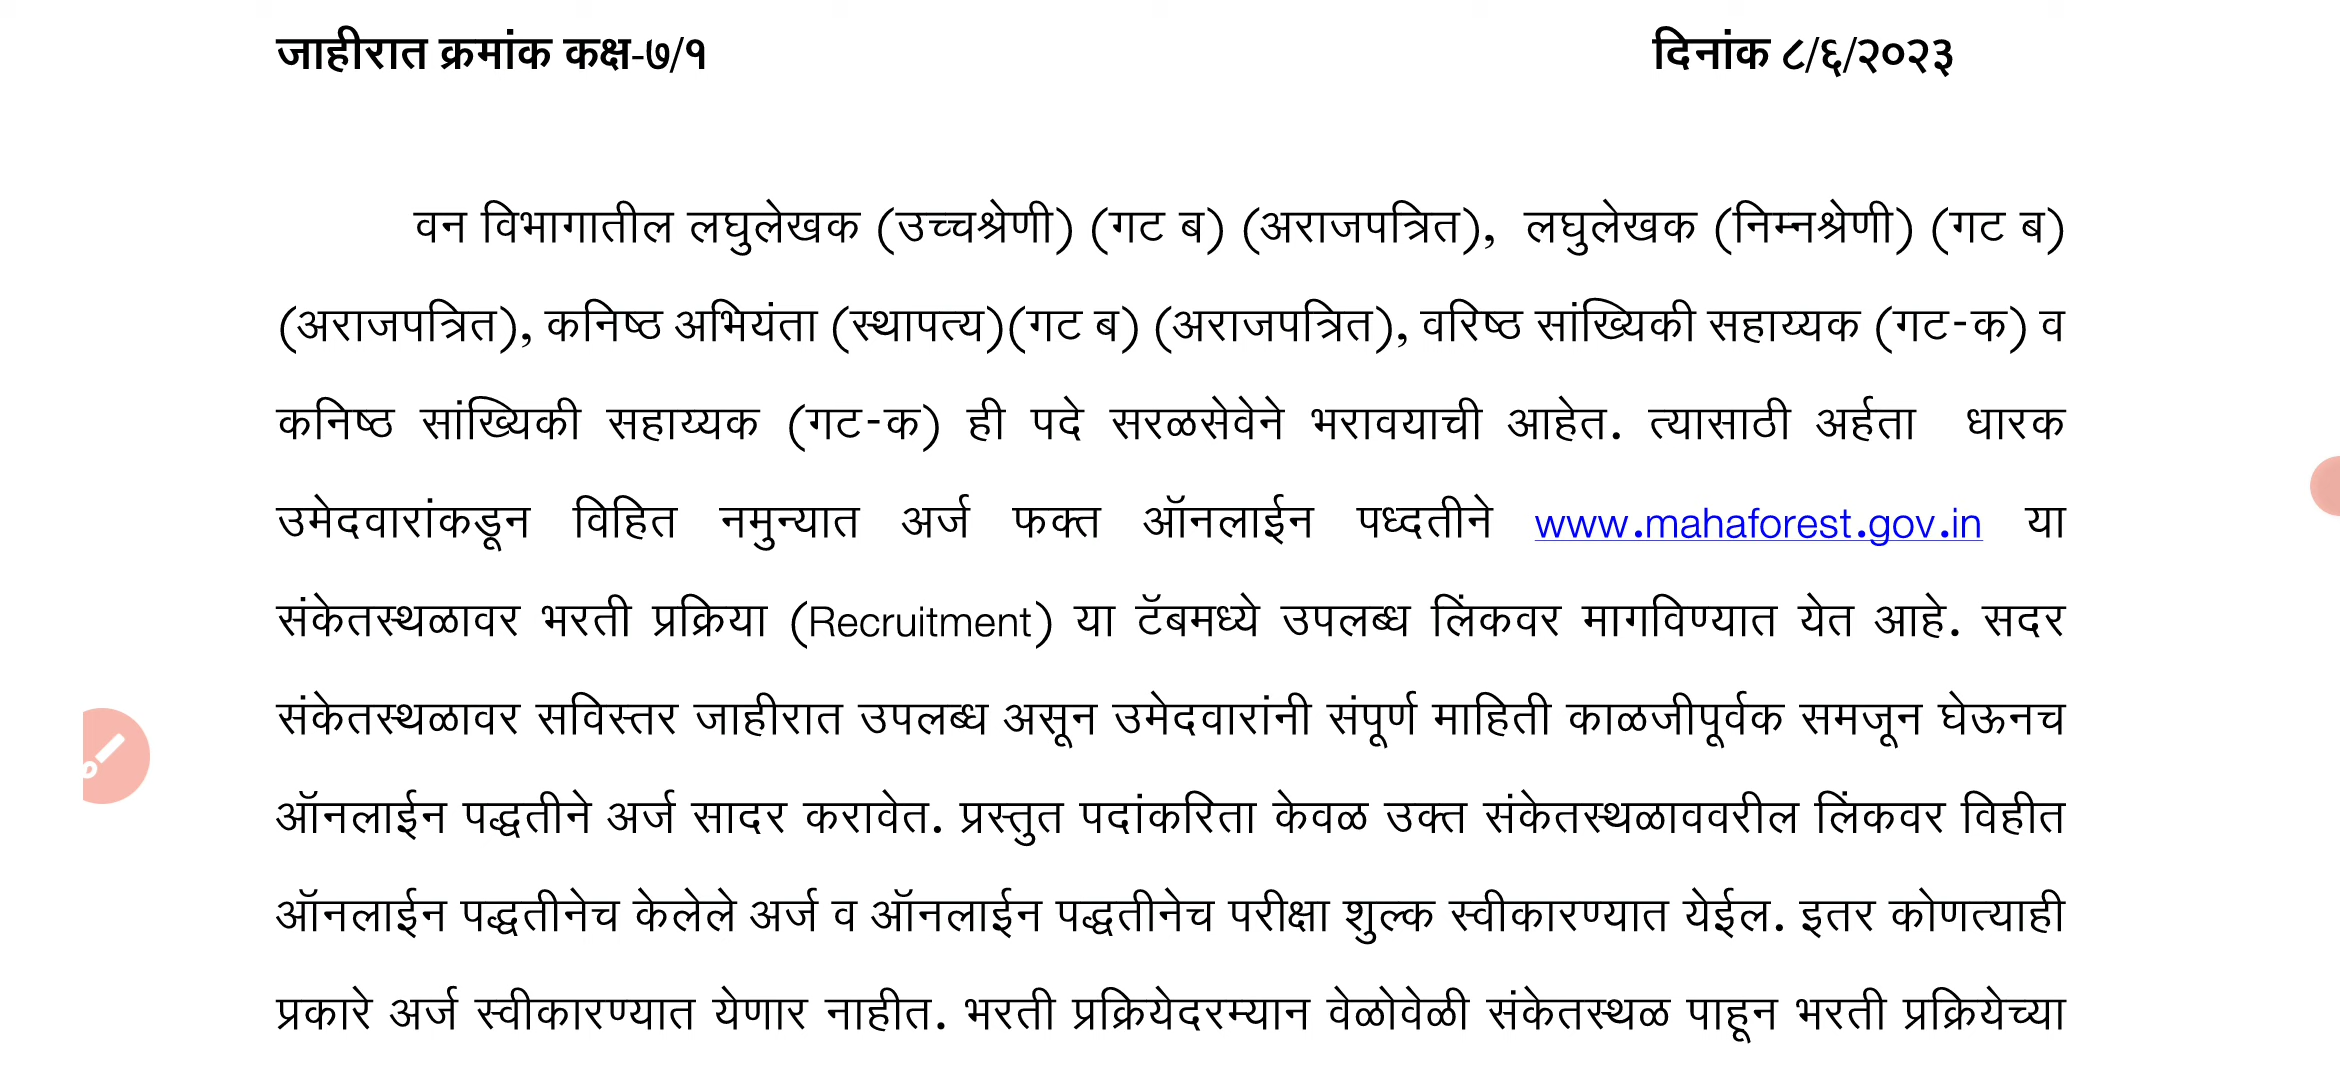 जाहीरात क्रमांक कक्ष-७/१ दिनांक ८/६/२०२३
वन विभागातील लघुलेखक (उच्चश्रेणी) (गट ब) (अराजपत्रित), लघुलेखक (निम्नश्रेणी) (गट ब)
(अराजपत्रित), कनिष्ठ अभियंता (स्थापत्य)(गट ब) (अराजपत्रित), वरिष्ठ सांख्यिकी सहाय्यक (गट-क) व
कनिष्ठ सांख्यिकी सहाय्यक (गट-क) ही पदे सरळसेवेने भरावयाची आहेत. त्यासाठी अर्हता धारक
उमेदवारांकडून विहित नमुन्यात अर्ज फक्त ऑनलाईन पध्दतीने www.mahaforest.gov.in या
संकेतस्थळावर भरती प्रक्रिया (Recruitment) या टॅबमध्ये उपलब्ध लिंकवर मागविण्यात येत आहे. सदर
संकेतस्थळावर सविस्तर जाहीरात उपलब्ध असून उमेदवारांनी संपूर्ण माहिती काळजीपूर्वक समजून घेऊनच
ऑनलाईन पद्धतीने अर्ज सादर करावेत. प्रस्तुत पदांकरिता केवळ उक्त संकेतस्थळाववरील लिंकवर विहीत
ऑनलाईन पद्धतीनेच केलेले अर्ज व ऑनलाईन पद्धतीनेच परीक्षा शुल्क स्वीकारण्यात येईल. इतर कोणत्याही
प्रकारे अर्ज स्वीकारण्यात येणार नाहीत. भरती प्रक्रियेदरम्यान वेळोवेळी संकेतस्थळ पाहून भरती प्रक्रियेच्या